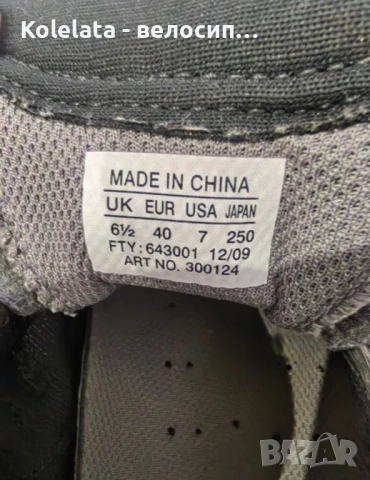 Kolelata - велосип...
MADE IN CHINA
UK EUR USA JAPAN
6½ 40 7 250
FTY: 643001 12/09
ART NO. 300124
BAZAR